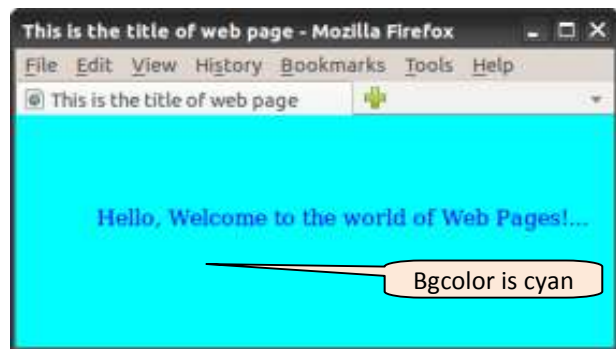 This is the title of web page - Mozilla Firefox
File Edit View History Bookmarks Tools Help
This is the title of web page
Hello, Welcome to the world of Web Pages!...
Bgcolor is cyan